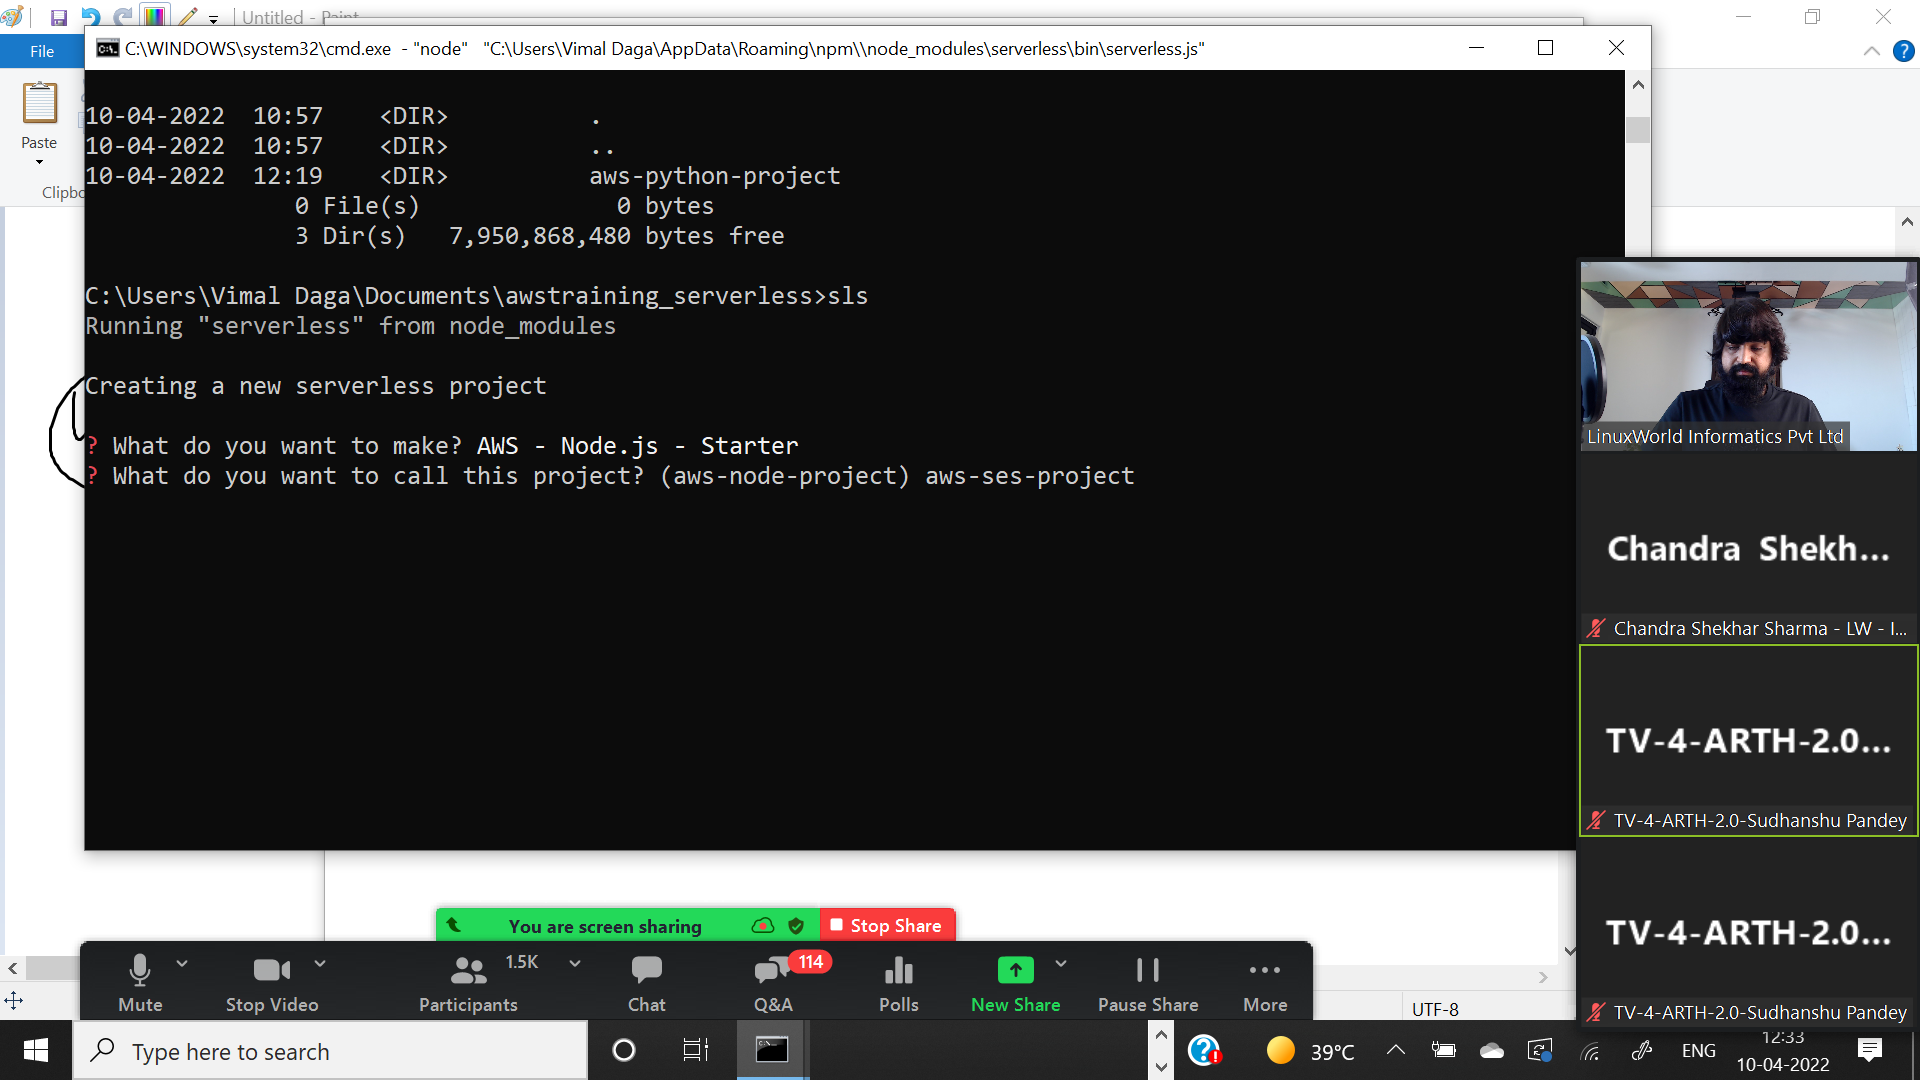 Untitled - Paint
File
C:\WINDOWS\system32\cmd.exe - "node" "C:\Users\Vimal Daga\AppData\Roaming\npm\\node_modules\serverless\bin\serverless.js"
Paste
10-04-2022 10:57 <DIR> .
10-04-2022 10:57 <DIR> ..
10-04-2022 12:19 <DIR> aws-python-project
0 File(s) 0 bytes
3 Dir(s) 7,950,868,480 bytes free
C:\Users\Vimal Daga\Documents\awstraining_serverless>sls
Running "serverless" from node_modules
Creating a new serverless project
? What do you want to make? AWS - Node.js - Starter
? What do you want to call this project? (aws-node-project) aws-ses-project
LinuxWorld Informatics Pvt Ltd
Chandra Shekh...
Chandra Shekhar Sharma - LW - I...
TV-4-ARTH-2.0...
TV-4-ARTH-2.0-Sudhanshu Pandey
TV-4-ARTH-2.0...
TV-4-ARTH-2.0-Sudhanshu Pandey
You are screen sharing
Stop Share
1.5K
114
Mute
Stop Video
Participants
Chat
Q&A
Polls
New Share
Pause Share
More
UTF-8
Type here to search
39°C
ENG
12:33
10-04-2022